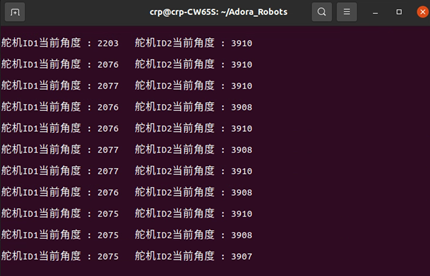 crp@crp-CW65S: ~/Adora_Robots
舵机ID1当前角度 : 2203 舵机ID2当前角度 : 3910
舵机ID1当前角度 : 2076 舵机ID2当前角度 : 3910
舵机ID1当前角度 : 2077 舵机ID2当前角度 : 3910
舵机ID1当前角度 : 2076 舵机ID2当前角度 : 3908
舵机ID1当前角度 : 2076 舵机ID2当前角度 : 3910
舵机ID1当前角度 : 2077 舵机ID2当前角度 : 3908
舵机ID1当前角度 : 2077 舵机ID2当前角度 : 3910
舵机ID1当前角度 : 2076 舵机ID2当前角度 : 3908
舵机ID1当前角度 : 2075 舵机ID2当前角度 : 3910
舵机ID1当前角度 : 2075 舵机ID2当前角度 : 3908
舵机ID1当前角度 : 2075 舵机ID2当前角度 : 3907